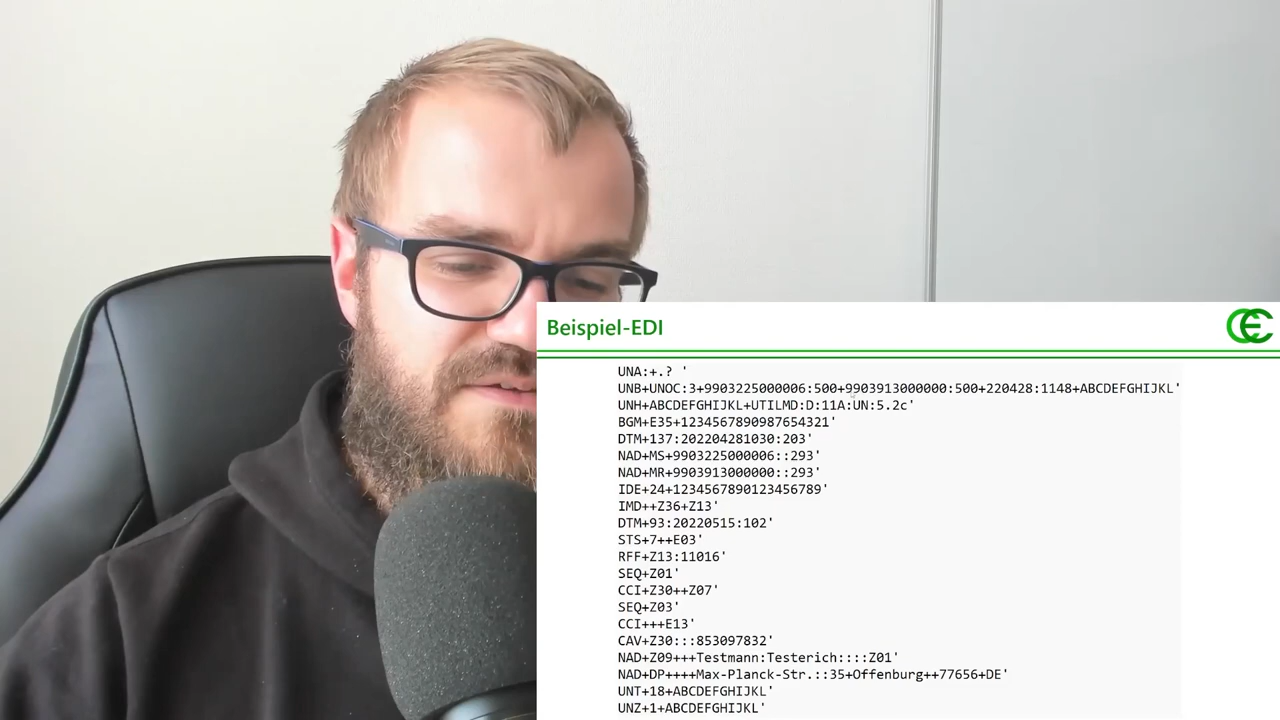 Beispiel-EDI
UNA:+.? '
UNB+UNOC:3+9903225000006:500+9903913000000:500+220428:1148+ABCDEFGHIJKL'
UNH+ABCDEFGHIJKL+UTILMD:D:11A:UN:5.2c'
BGM+E35+1234567890987654321'
DTM+137:202204281030:203'
NAD+MS+9903225000006::293'
NAD+MR+9903913000000::293'
IDE+24+1234567890123456789'
IMD++Z36+Z13'
DTM+93:20220515:102'
STS+7++E03'
RFF+Z13:11016'
SEQ+Z01'
CCI+Z30++Z07'
SEQ+Z03'
CCI+++E13'
CAV+Z30:::853097832'
NAD+Z09+++Testmann:Testerich::::Z01'
NAD+DP++++Max-Planck-Str.::35+Offenburg++77656+DE'
UNT+18+ABCDEFGHIJKL'
UNZ+1+ABCDEFGHIJKL'